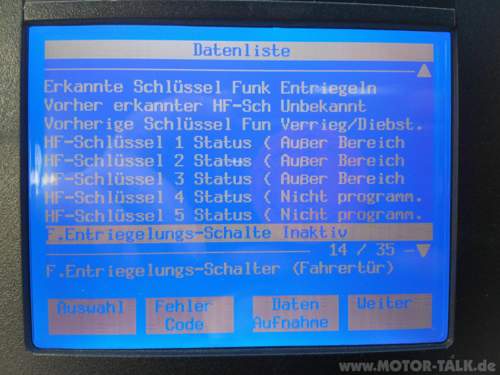 Datenliste
Erkannte Schlüssel Funk Entriegeln
Vorher erkannter HF-Sch Unbekannt
Vorherige Schlüssel Fun Verrieg/Diebst.
HF-Schlüssel 1 Status ( Außer Bereich
HF-Schlüssel 2 Status ( Außer Bereich
HF-Schlüssel 3 Status ( Außer Bereich
HF-Schlüssel 4 Status ( Nicht programm.
HF-Schlüssel 5 Status ( Nicht programm.
F.Entriegelungs-Schalte Inaktiv
14 / 35
F.Entriegelungs-Schalter (Fahrertür)
Auswahl Fehler Code Daten Aufnahme Weiter
www.MOTOR-TALK.de